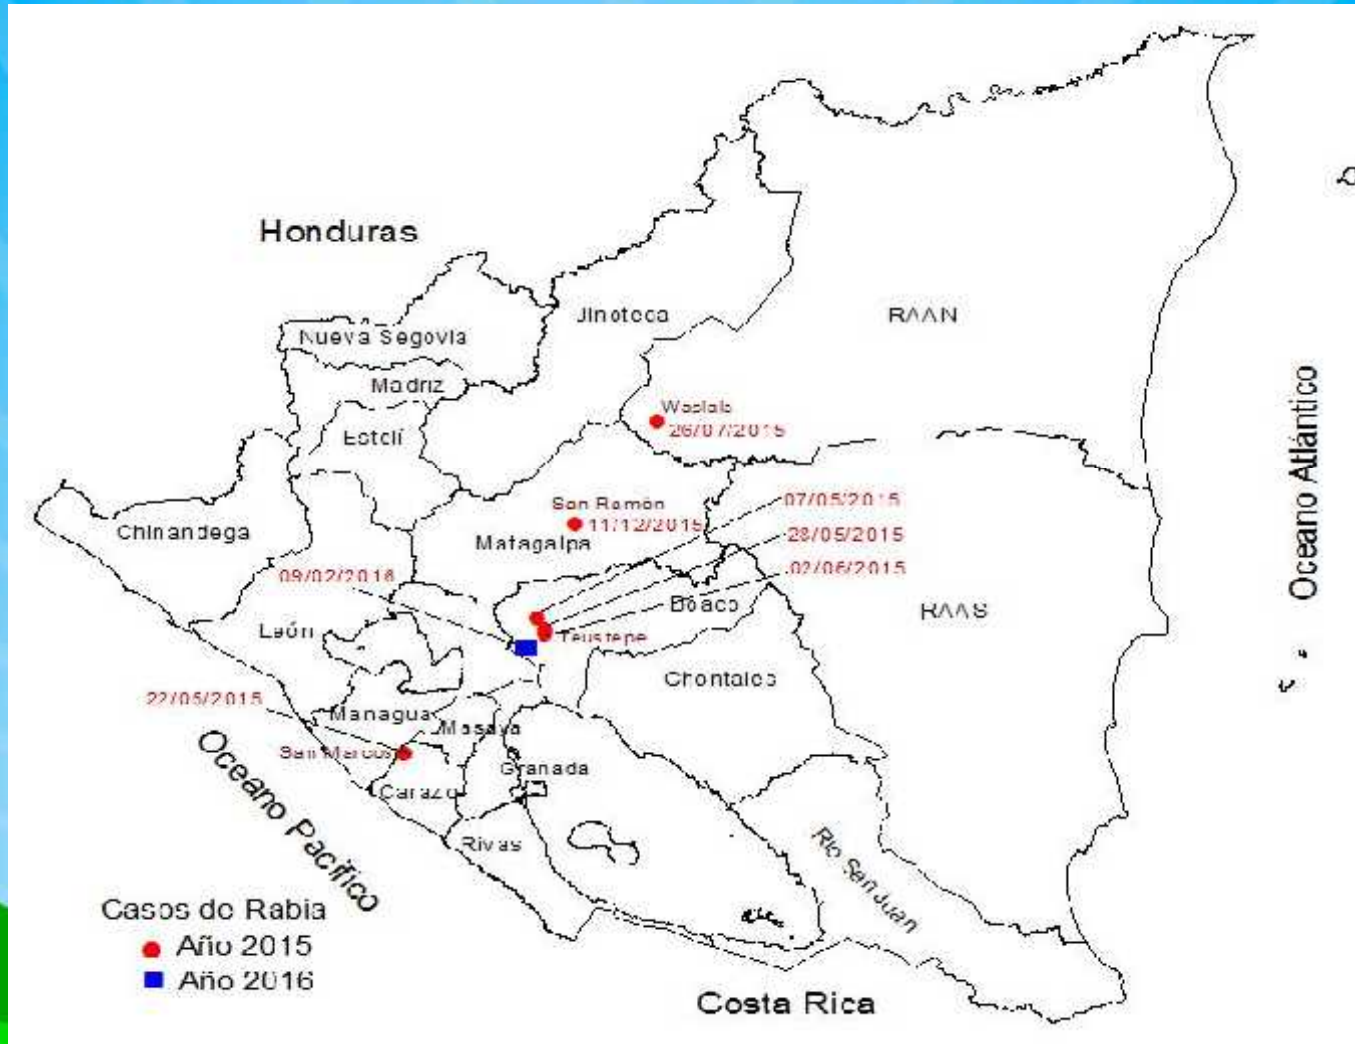 Honduras
Jinoteca
RAAN
Nueva Segovia
Madriz
Estelí
Waslala
26/07/2015
Chinandega
San Ramón
11/12/2015
Matagalpa
07/05/2015
28/05/2015
02/06/2015
09/02/2016
Boaco
RAAS
León
Teustepe
Chontales
22/05/2015
Managua
Masaya
San Marcos
Granada
Carazo
Rivas
Río San Juan
Oceano Pacífico
Oceano Atlántico
Casos de Rabia
Año 2015
Año 2016
Costa Rica